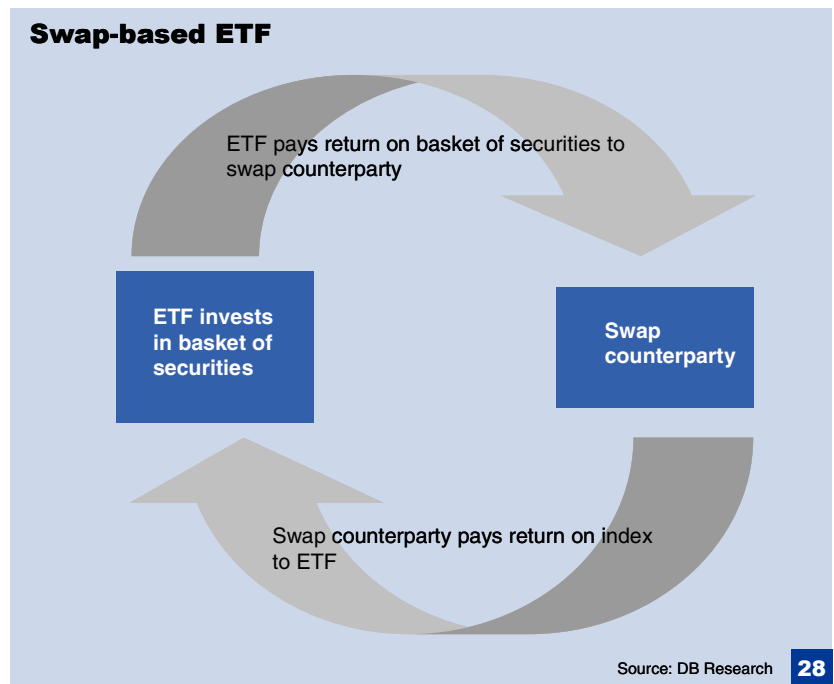 Swap-based ETF
ETF pays return on basket of securities to
swap counterparty
ETF invests
in basket of
securities
Swap
counterparty
Swap counterparty pays return on index
to ETF
Source: DB Research
28